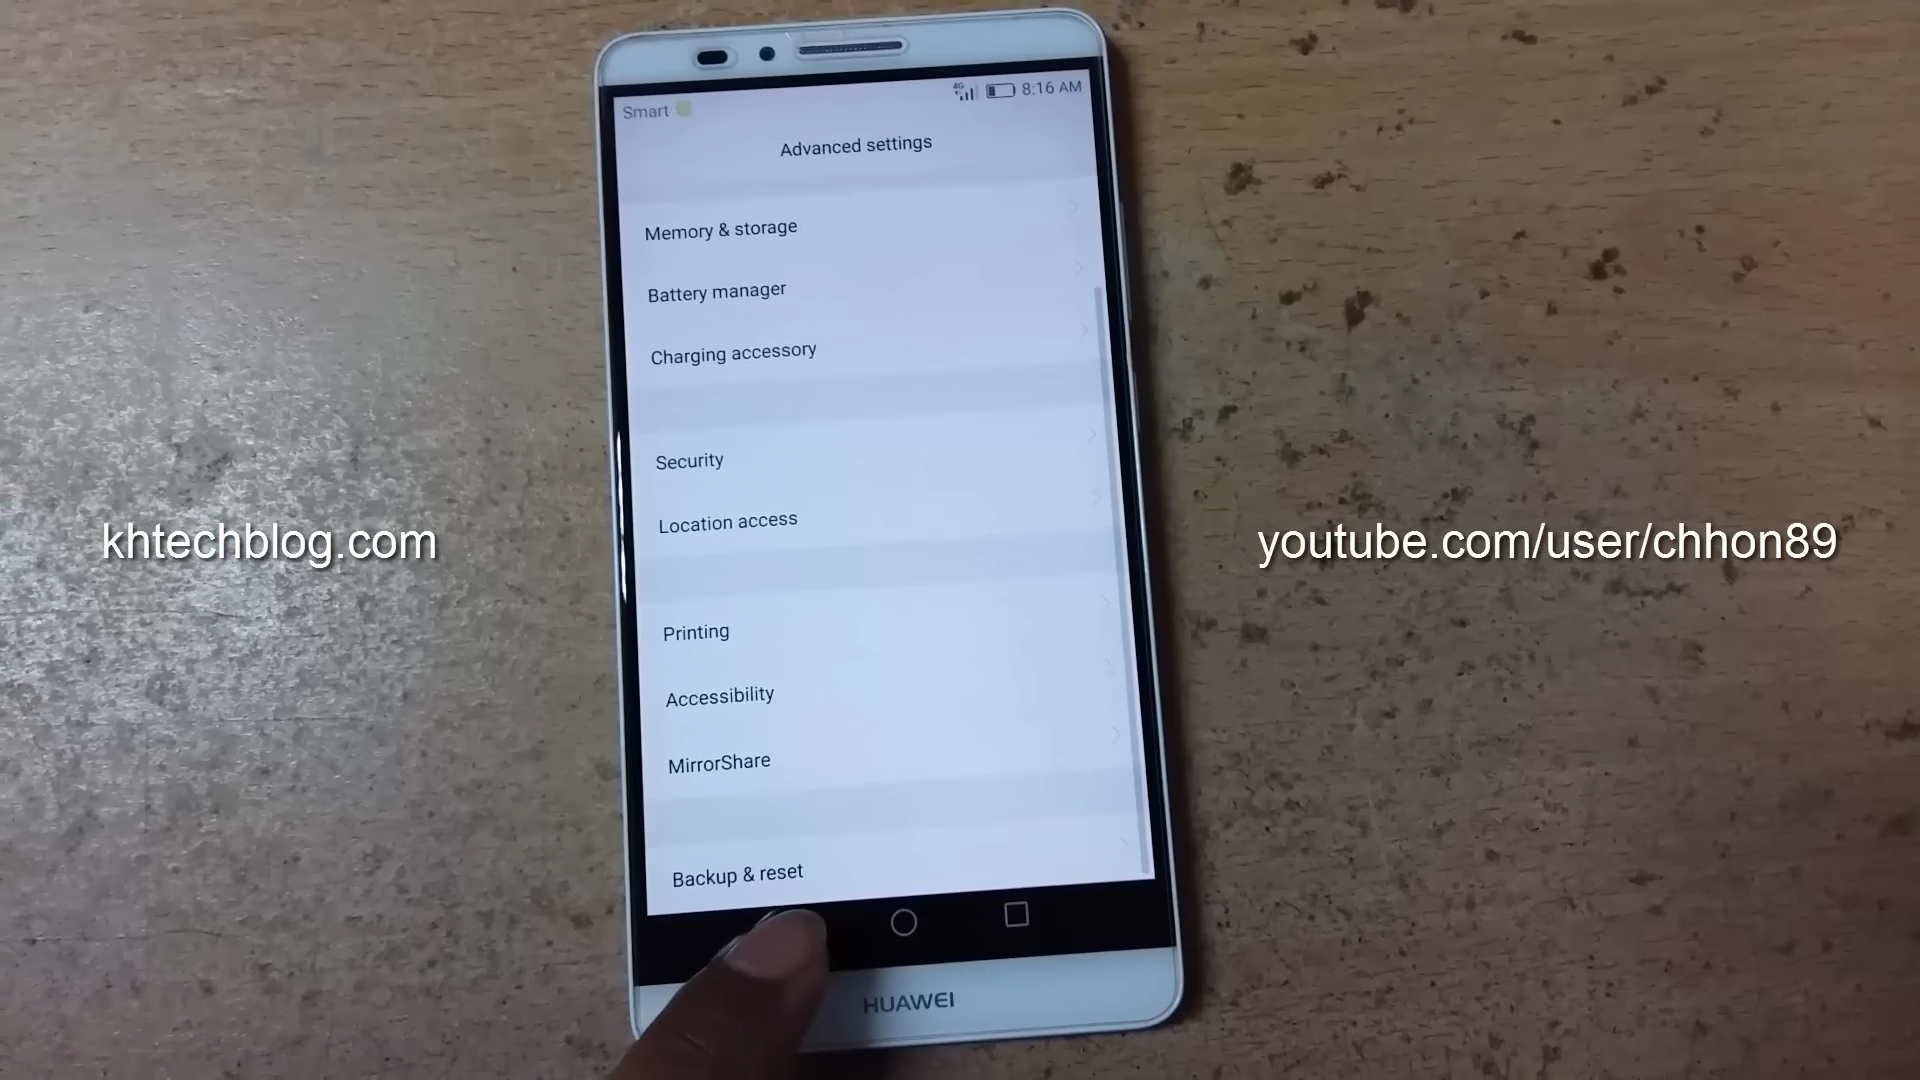 Smart
4G
8:16 AM
Advanced settings
Memory & storage
Battery manager
Charging accessory
Security
Location access
Printing
Accessibility
MirrorShare
Backup & reset
HUAWEI
khtechblog.com
youtube.com/user/chhon89